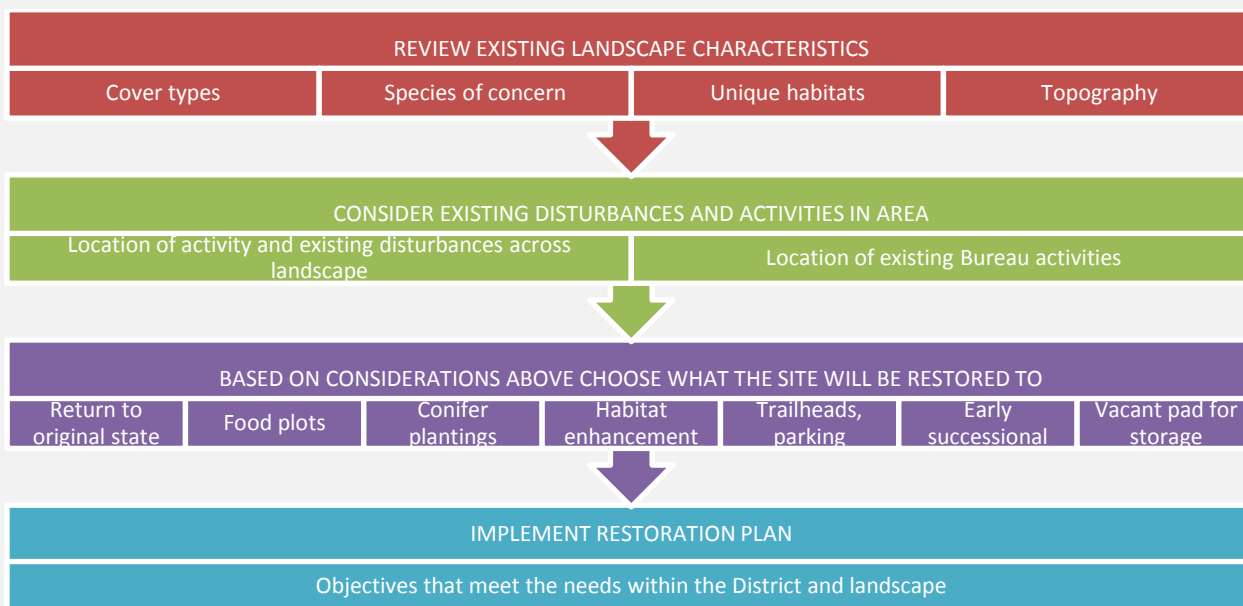 REVIEW EXISTING LANDSCAPE CHARACTERISTICS
Cover types
Species of concern
Unique habitats
Topography
CONSIDER EXISTING DISTURBANCES AND ACTIVITIES IN AREA
Location of activity and existing disturbances across
landscape
Location of existing Bureau activities
BASED ON CONSIDERATIONS ABOVE CHOOSE WHAT THE SITE WILL BE RESTORED TO
Return to
original state
Food plots
Conifer
plantings
Habitat
enhancement
Trailheads,
parking
Early
successional
Vacant pad for
storage
IMPLEMENT RESTORATION PLAN
Objectives that meet the needs within the District and landscape